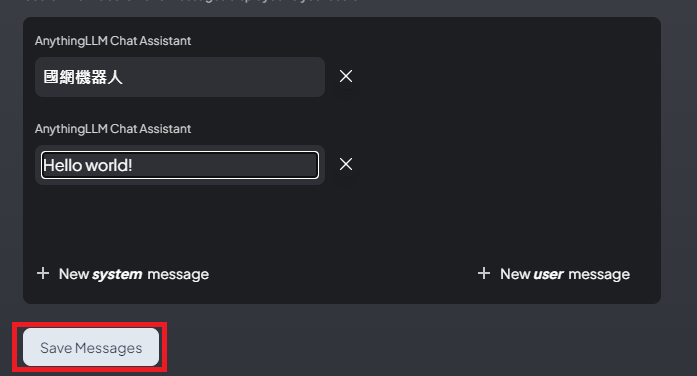 AnythingLLM Chat Assistant
國網機器人
AnythingLLM Chat Assistant
Hello world!
New system message
New user message
Save Messages